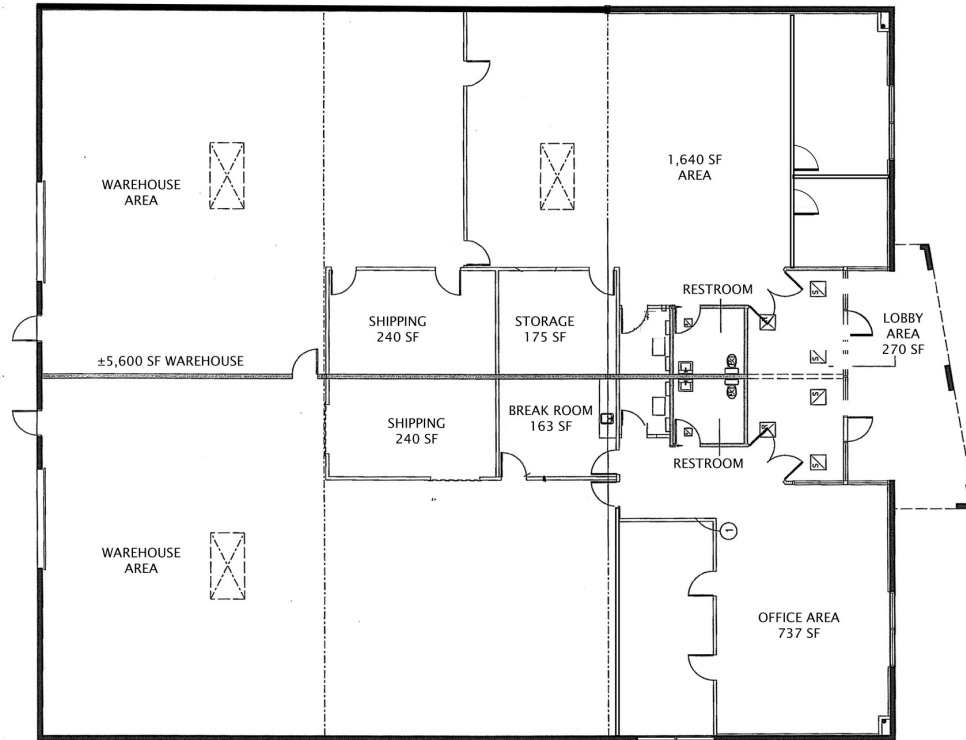 1,640 SF
AREA
WAREHOUSE
AREA
RESTROOM
SHIPPING
240 SF
STORAGE
175 SF
LOBBY
AREA
270 SF
±5,600 SF WAREHOUSE
SHIPPING
240 SF
BREAK ROOM
163 SF
RESTROOM
WAREHOUSE
AREA
1
OFFICE AREA
737 SF